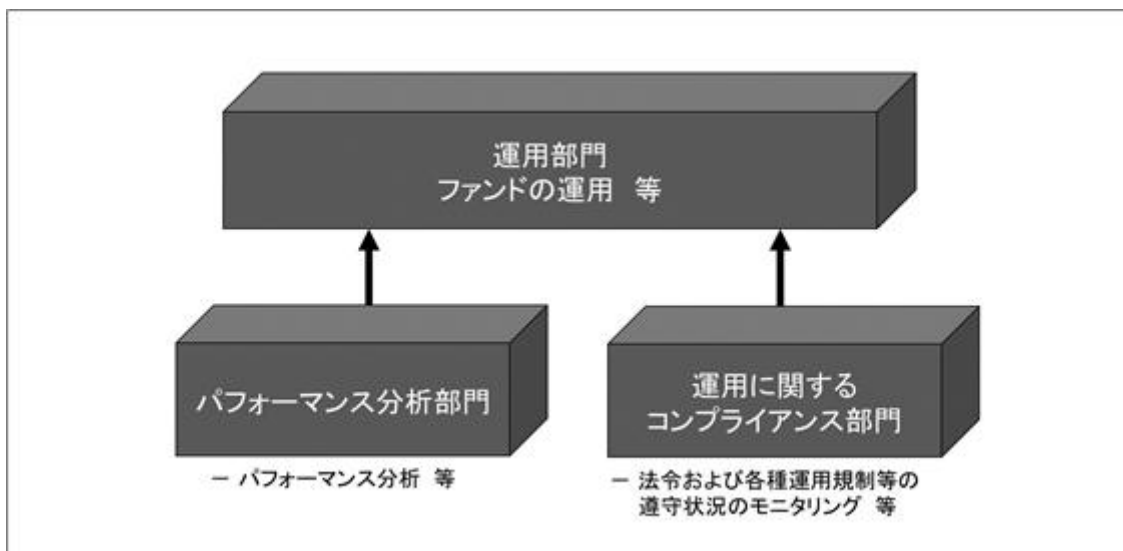 運用部門
ファンドの運用 等
パフォーマンス分析部門
－ パフォーマンス分析 等
運用に関する
コンプライアンス部門
－ 法令および各種運用規制等の
遵守状況のモニタリング 等